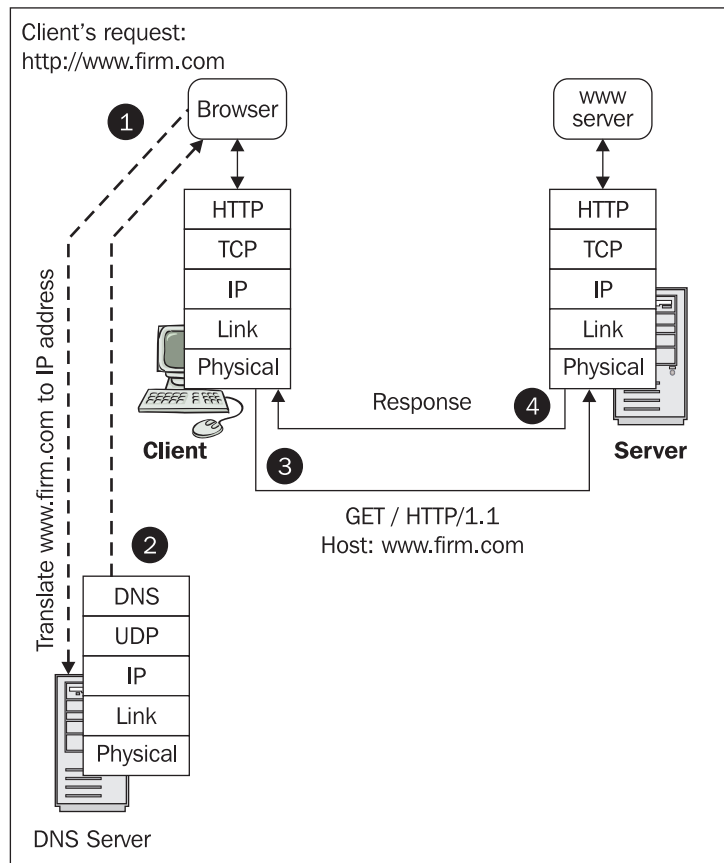 Client's request:
http://www.firm.com
1
Browser
www
server
HTTP
TCP
IP
Link
Physical
HTTP
TCP
IP
Link
Physical
Client
Server
Response
4
3
GET / HTTP/1.1
Host: www.firm.com
Translate www.firm.com to IP address
2
DNS
UDP
IP
Link
Physical
DNS Server